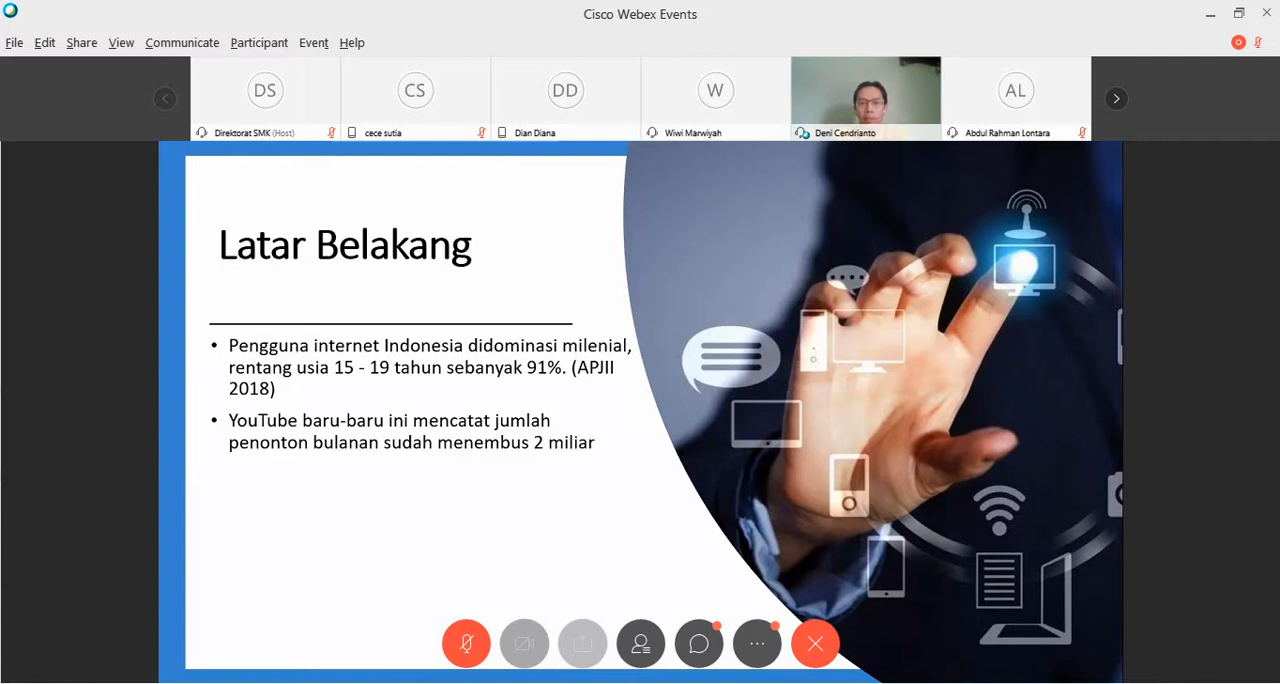 Cisco Webex Events
File Edit Share View Communicate Participant Event Help
DS CS DD W AL
Direktorat SMK (Host) cece sutia Dian Diana Wiwi Marwiyah Deni Cendrianto Abdul Rahman Lontara
Latar Belakang
• Pengguna internet Indonesia didominasi milenial,
rentang usia 15 - 19 tahun sebanyak 91%. (APJII
2018)
• YouTube baru-baru ini mencatat jumlah
penonton bulanan sudah menembus 2 miliar